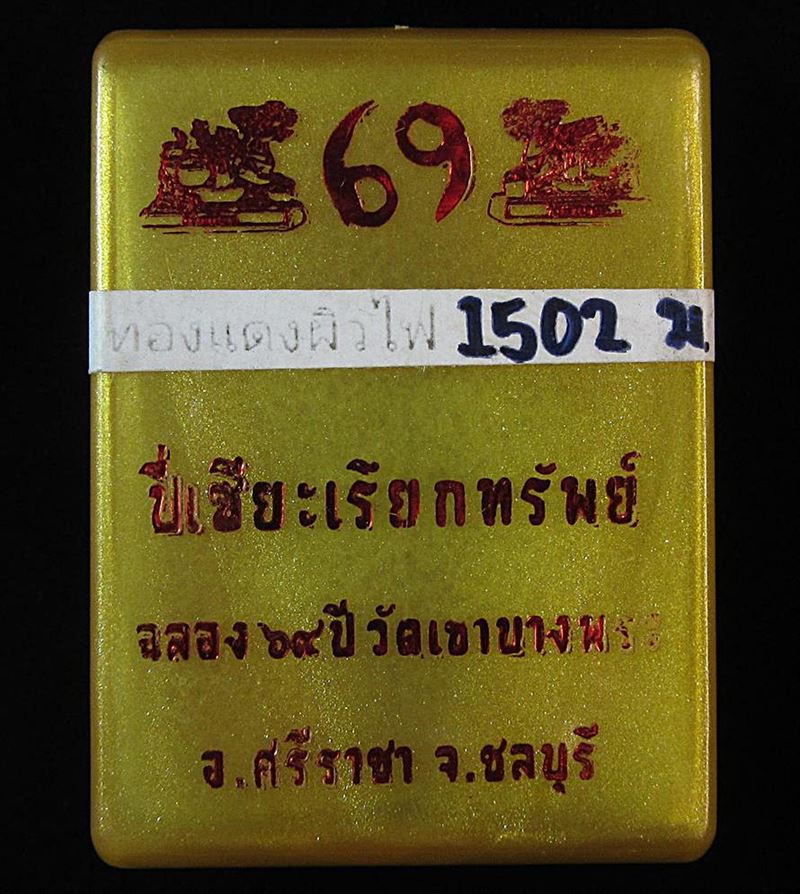 69
ทองแดงผิวไฟ 1502 ม.
ปี่เซียะเรียกทรัพย์
ฉลอง ๖๙ ปี วัดเขาบางพระ
อ.ศรีราชา จ.ชลบุรี